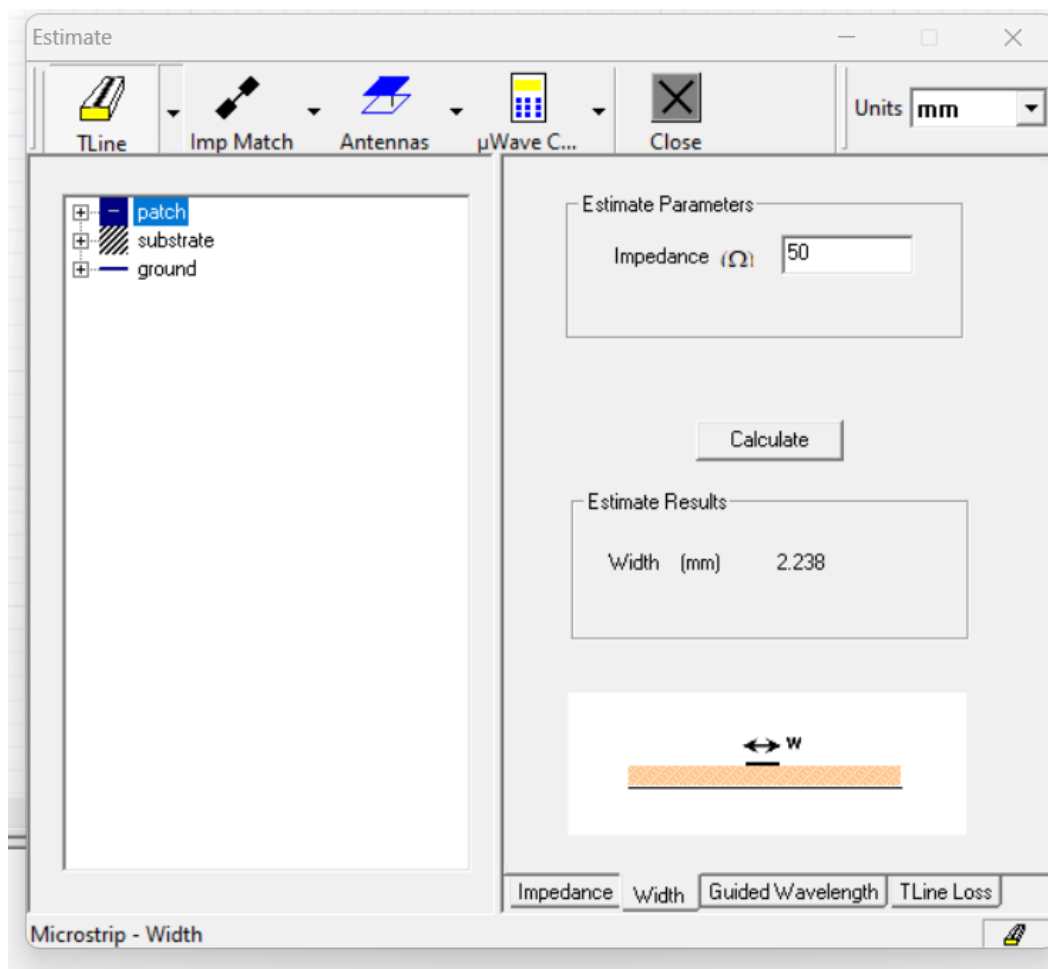 Estimate
TLine
Imp Match
Antennas
µWave C...
Close
Units mm
patch
substrate
ground
Estimate Parameters
Impedance (Ω) 50
Calculate
Estimate Results
Width (mm) 2.238
W
Impedance Width Guided Wavelength TLine Loss
Microstrip - Width